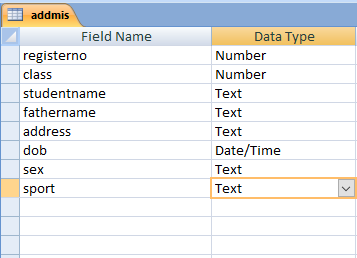 addmis
Field Name Data Type
registerno Number
class Number
studentname Text
fathername Text
address Text
dob Date/Time
sex Text
sport Text